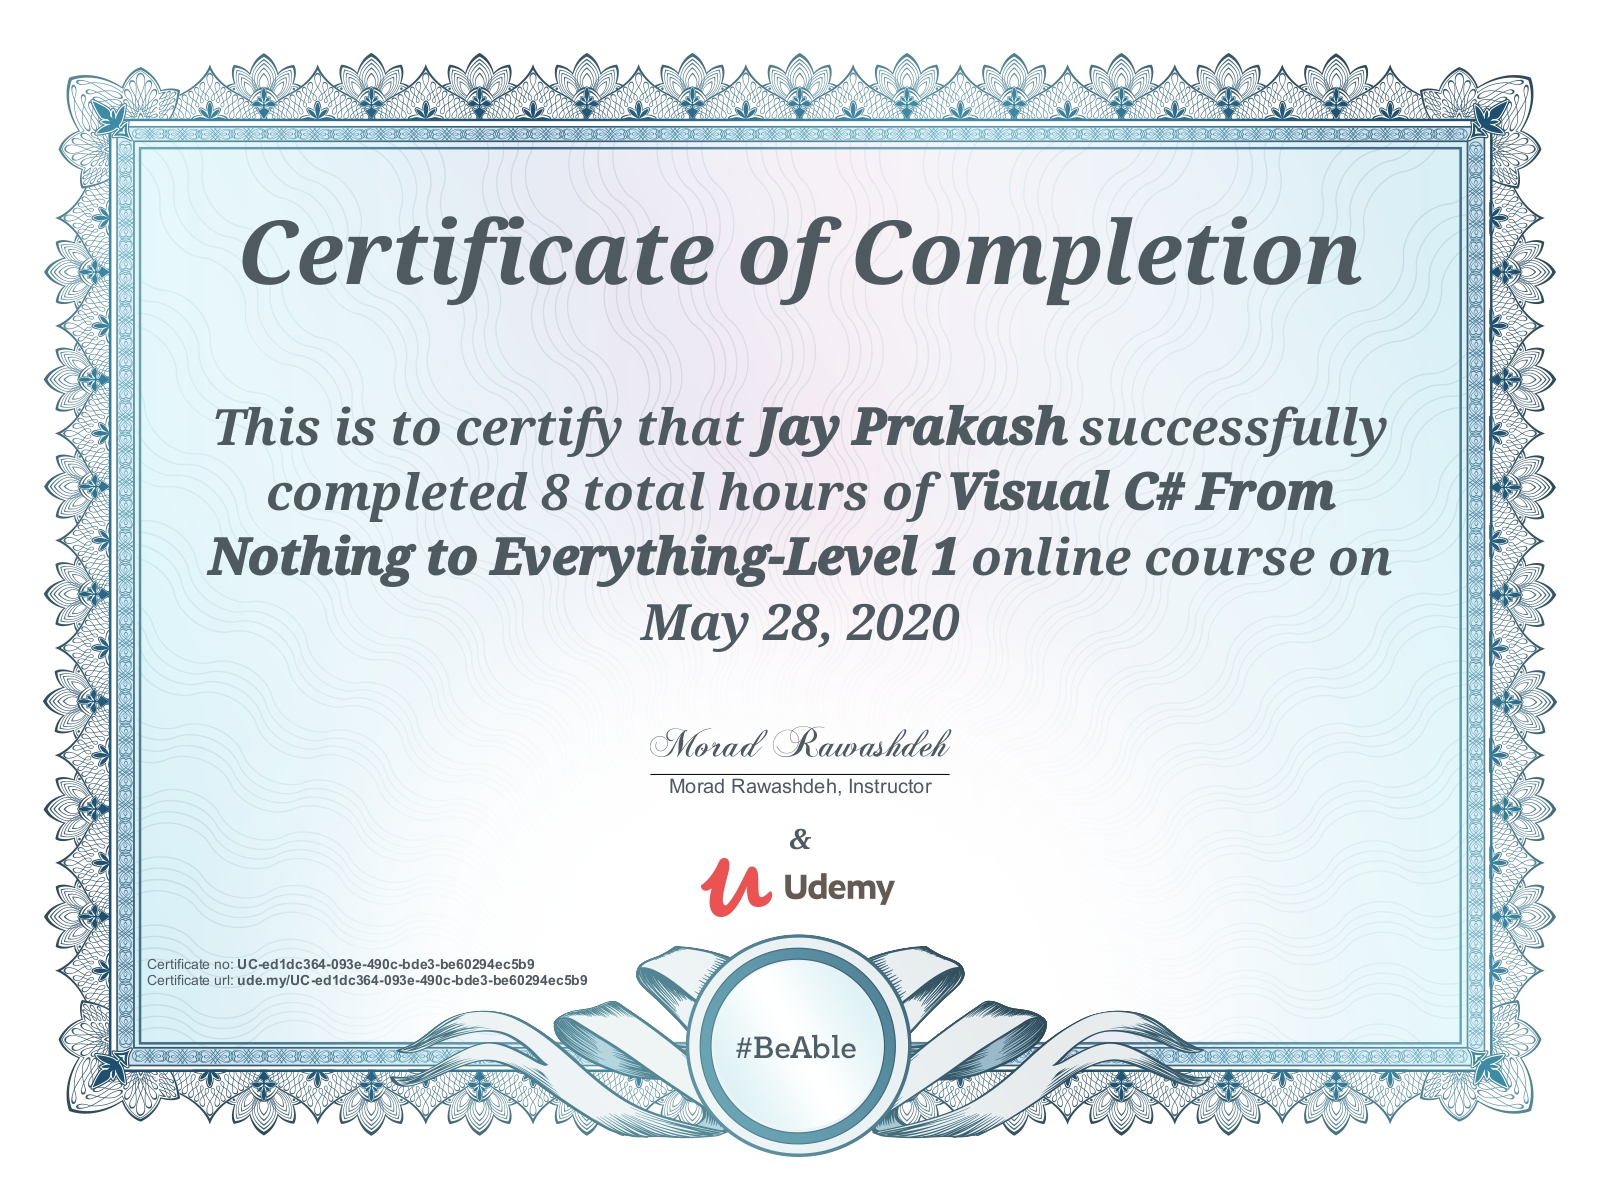 Certificate of Completion
This is to certify that Jay Prakash successfully
completed 8 total hours of Visual C# From
Nothing to Everything-Level 1 online course on
May 28, 2020
Morad Rawashdeh
Morad Rawashdeh, Instructor
&
Udemy
Certificate no: UC-ed1dc364-093e-490c-bde3-be60294ec5b9
Certificate url: ude.my/UC-ed1dc364-093e-490c-bde3-be60294ec5b9
#BeAble